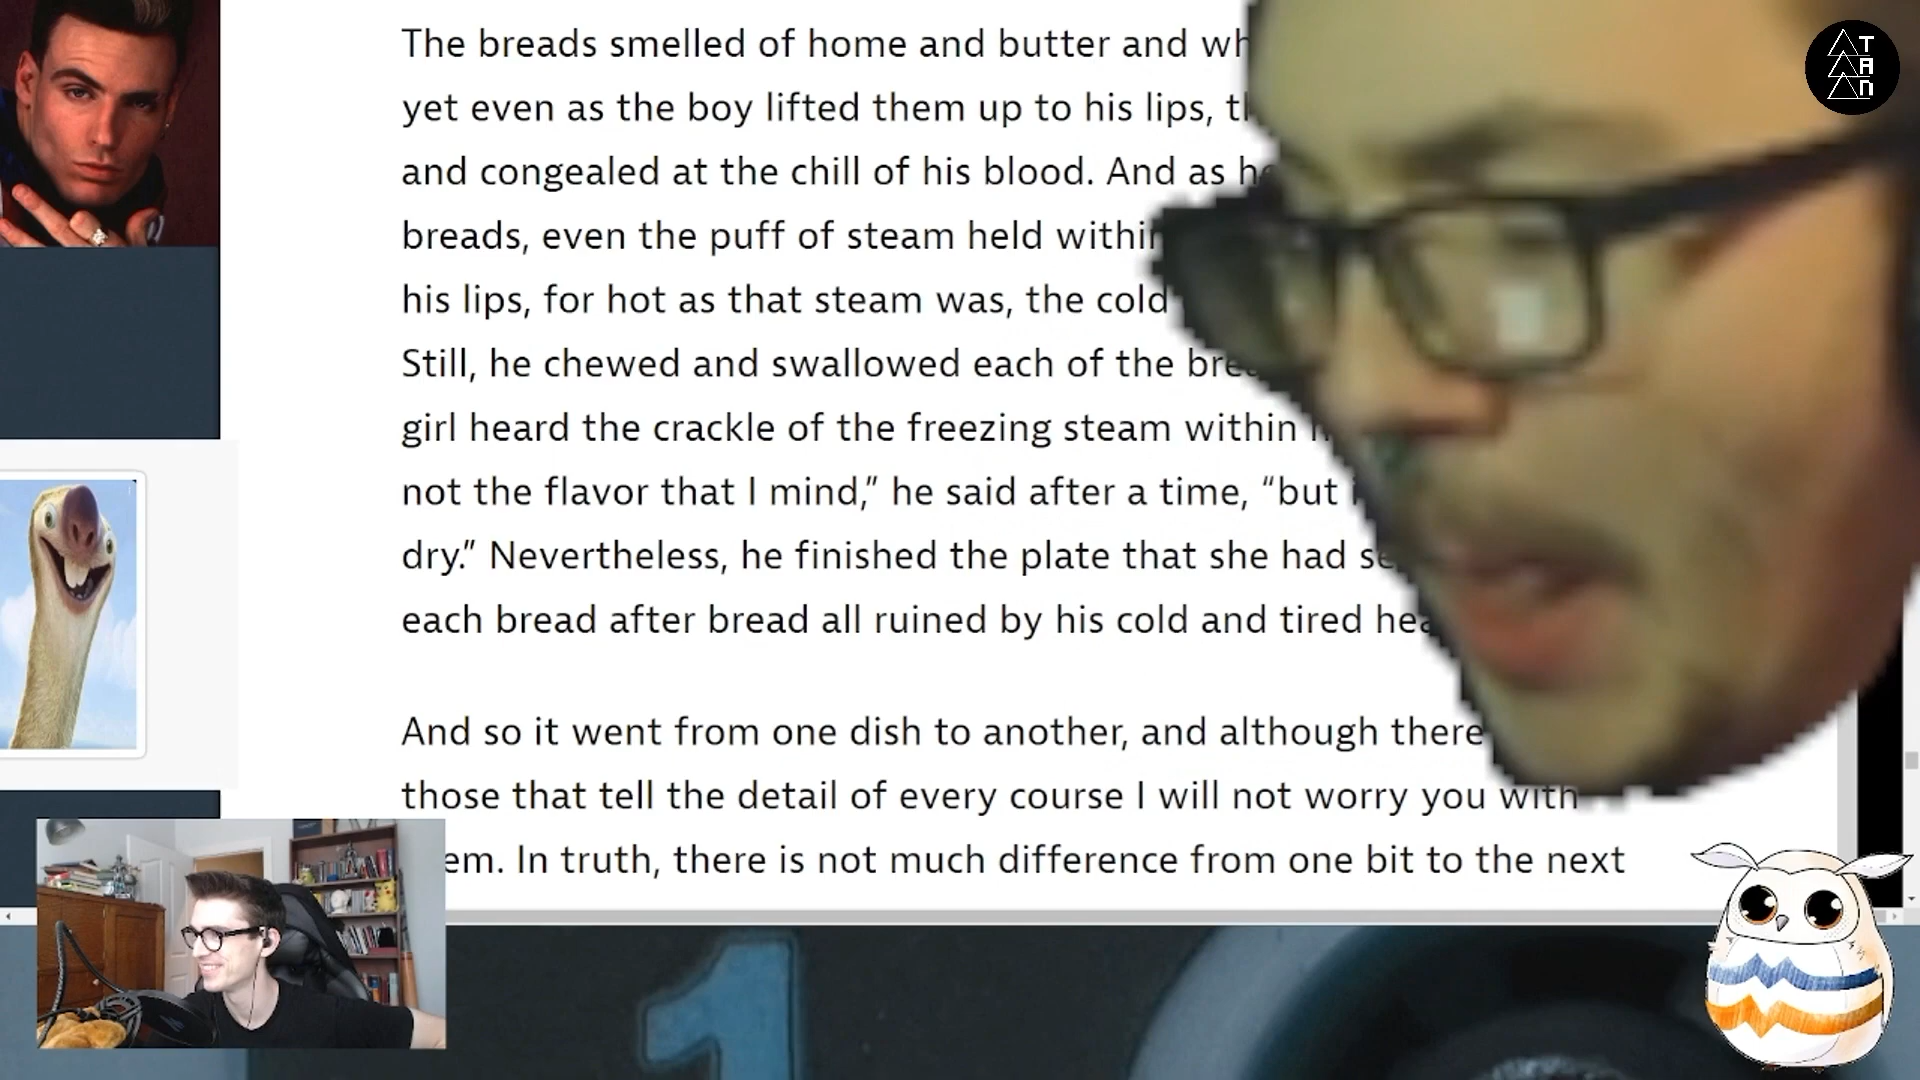 The breads smelled of home and butter and
yet even as the boy lifted them up to his lips,
and congealed at the chill of his blood. And as
breads, even the puff of steam held within
his lips, for hot as that steam was, the cold
Still, he chewed and swallowed each of the
girl heard the crackle of the freezing steam within
not the flavor that I mind,” he said after a time, “but
dry.” Nevertheless, he finished the plate that she had
each bread after bread all ruined by his cold and tired
And so it went from one dish to another, and although there
those that tell the detail of every course I will not worry you with
em. In truth, there is not much difference from one bit to the next
1
TAN